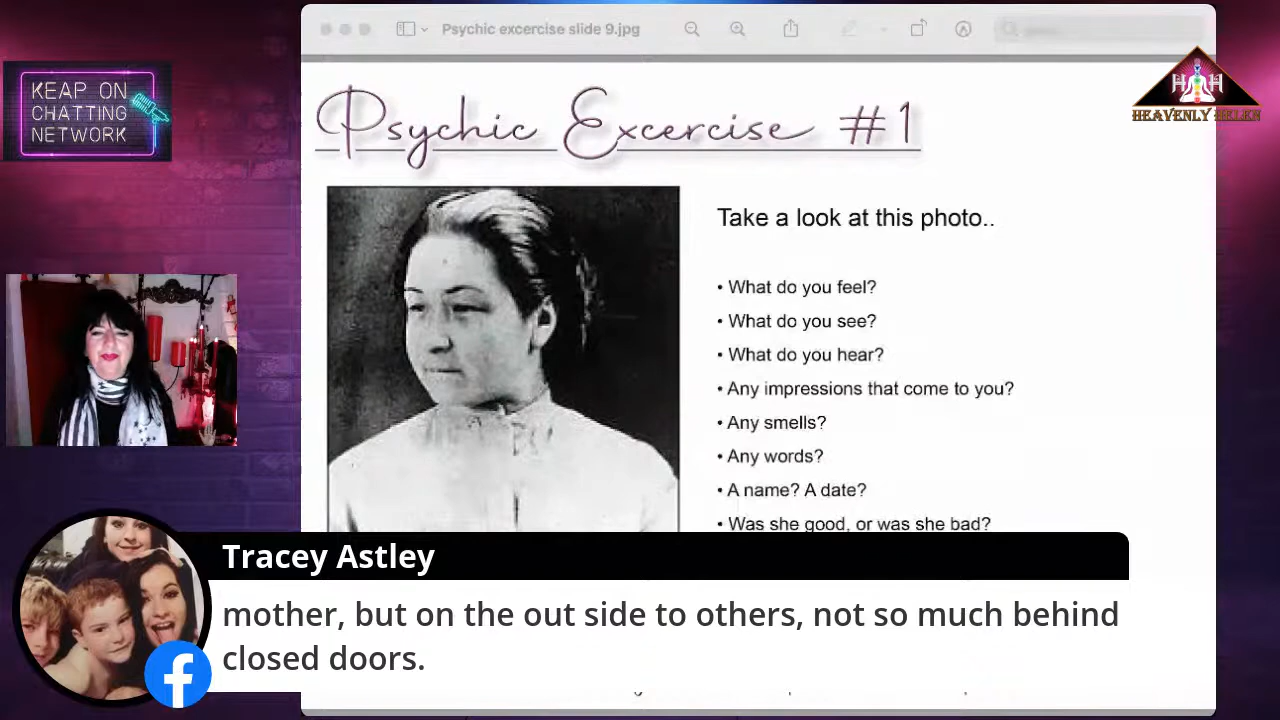 Psychic excercise slide 9.jpg
KEAP ON
CHATTING
NETWORK
HH
HEAVENLY HELEN
Psychic Excercise #1
Take a look at this photo..
• What do you feel?
• What do you see?
• What do you hear?
• Any impressions that come to you?
• Any smells?
• Any words?
• A name? A date?
• Was she good, or was she bad?
Tracey Astley
mother, but on the out side to others, not so much behind
closed doors.